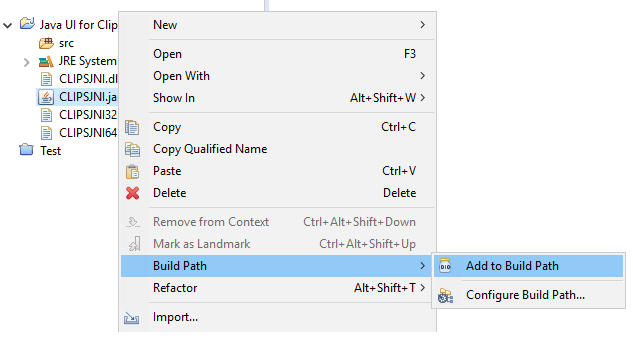 Java UI for Clip
src
JRE System
CLIPSJNI.dl
CLIPSJNI.ja
CLIPSJNI32
CLIPSJNI64
Test
New
Open F3
Open With
Show In Alt+Shift+W
Copy Ctrl+C
Copy Qualified Name
Paste Ctrl+V
Delete Delete
Remove from Context Ctrl+Alt+Shift+Down
Mark as Landmark Ctrl+Alt+Shift+Up
Build Path
Refactor Alt+Shift+T
Import...
Add to Build Path
Configure Build Path...